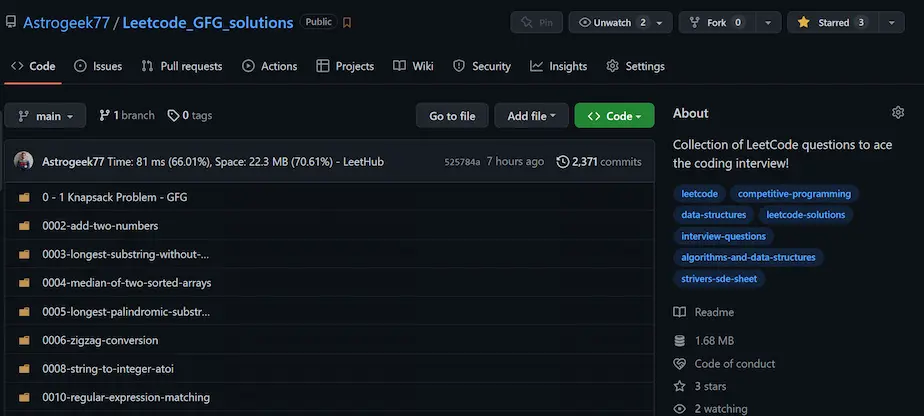 Astrogeek77 / Leetcode_GFG_solutions Public Pin Unwatch 2 Fork 0 Starred 3
Code Issues Pull requests Actions Projects Wiki Security Insights Settings
main 1 branch 0 tags Go to file Add file Code
Astrogeek77 Time: 81 ms (66.01%), Space: 22.3 MB (70.61%) - LeetHub 525784a 7 hours ago 2,371 commits
0 - 1 Knapsack Problem - GFG
0002-add-two-numbers
0003-longest-substring-without-...
0004-median-of-two-sorted-arrays
0005-longest-palindromic-substr...
0006-zigzag-conversion
0008-string-to-integer-atoi
0010-regular-expression-matching
About
Collection of LeetCode questions to ace
the coding interview!
leetcode competitive-programming
data-structures leetcode-solutions
interview-questions
algorithms-and-data-structures
strivers-sde-sheet
Readme
1.68 MB
Code of conduct
3 stars
2 watching